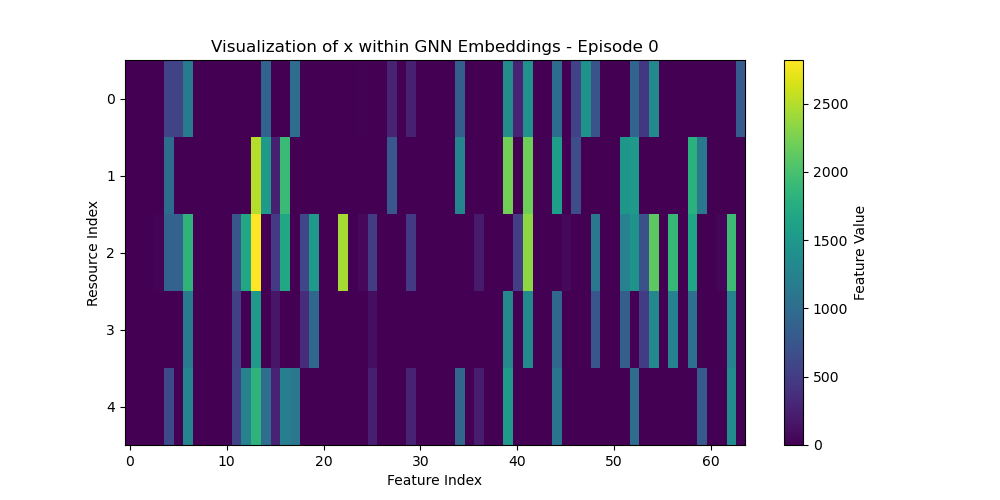 Visualization of x within GNN Embeddings - Episode 0
Resource Index
0
1
2
3
4
0 10 20 30 40 50 60
Feature Index
2500
2000
1500
1000
500
0
Feature Value